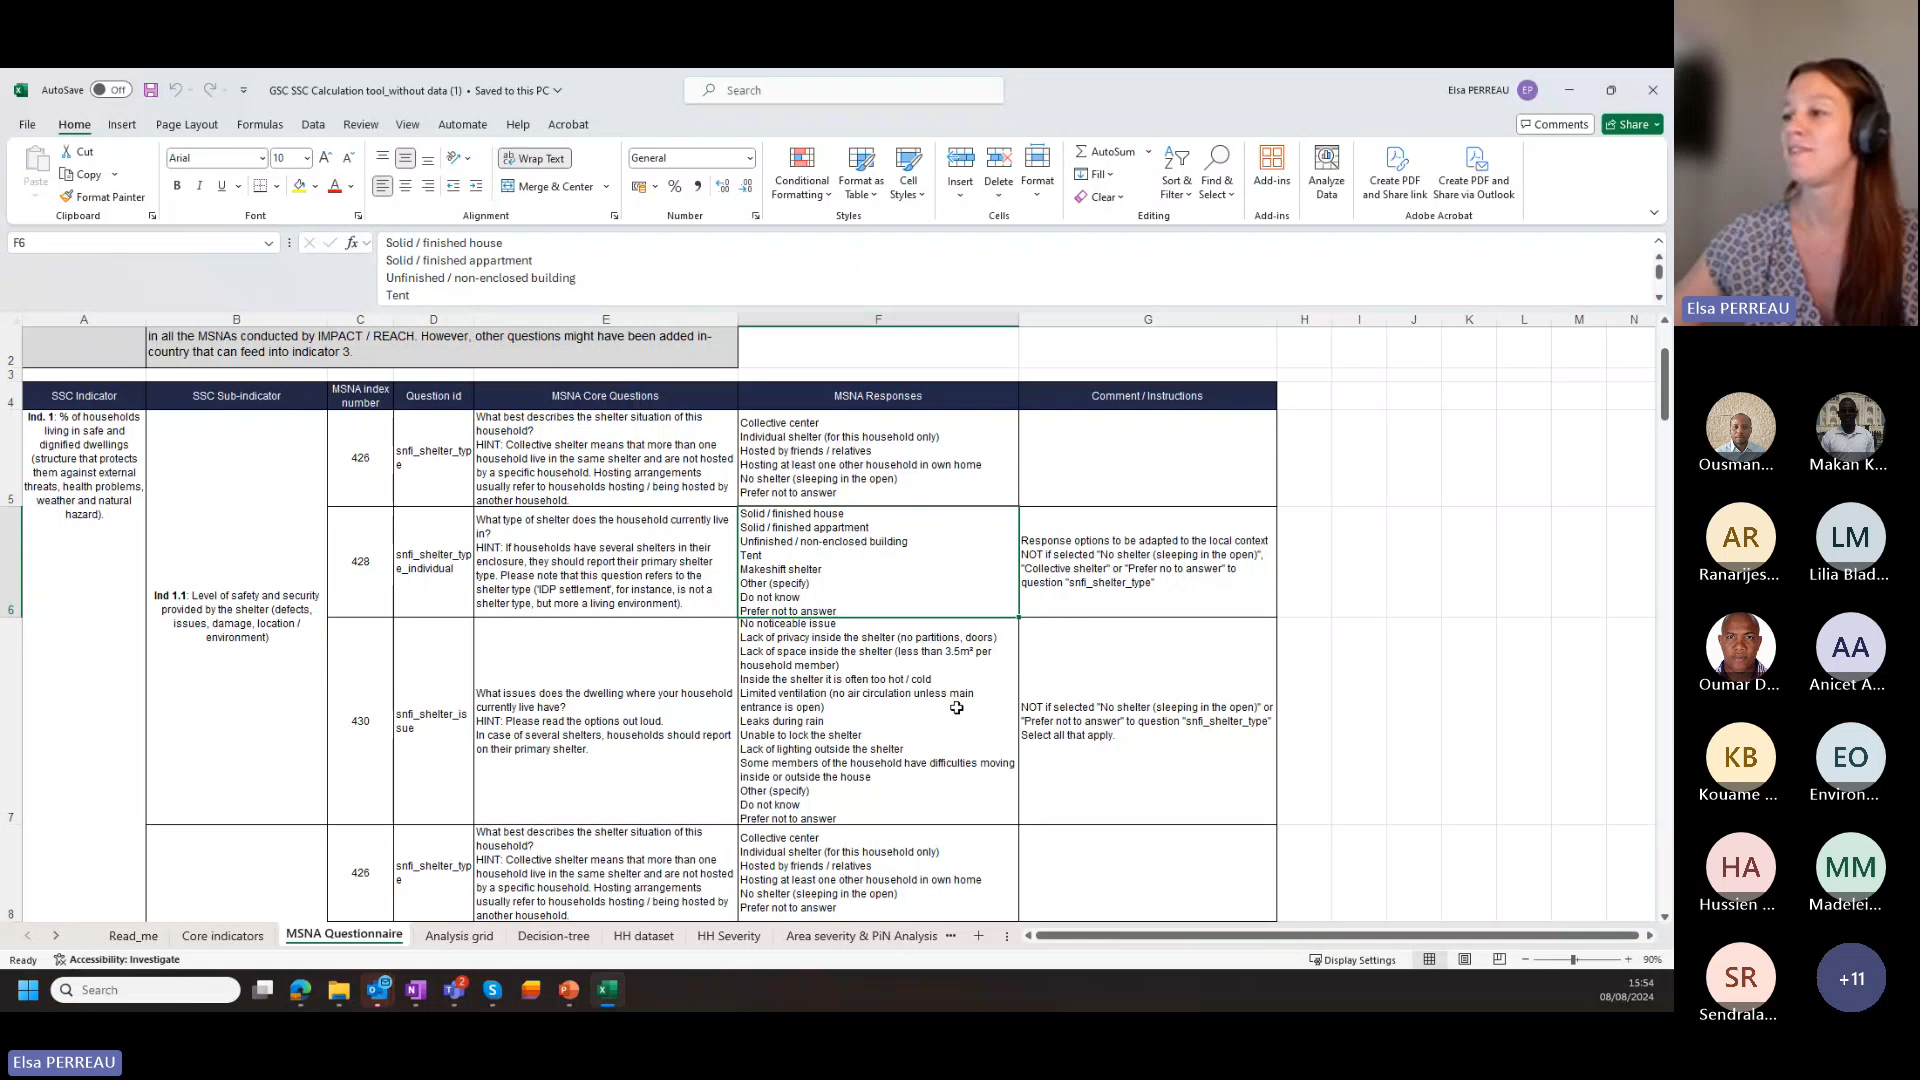 AutoSave
Off
GSC SSC Calculation tool_without data (1) • Saved to this PC
Search
Elsa PERREAU
EP
File
Home
Insert
Page Layout
Formulas
Data
Review
View
Automate
Help
Acrobat
Comments
Share
Paste
Cut
Copy
Format Painter
Clipboard
Arial
10
B
I
U
Font
Wrap Text
Merge & Center
Alignment
General
Number
Conditional
Formatting
Format as
Table
Cell
Styles
Styles
Insert
Delete
Format
Cells
AutoSum
Fill
Clear
Sort &
Filter
Find &
Select
Editing
Add-ins
Add-ins
Analyze
Data
Create PDF
and Share link
Create PDF and
Share via Outlook
Adobe Acrobat
F6
fx
Solid / finished house
Solid / finished appartment
Unfinished / non-enclosed building
Tent
A B C D E F G H I J K L M N
2
in all the MSNAs conducted by IMPACT / REACH. However, other questions might have been added in-
country that can feed into indicator 3.
3
4
SSC Indicator
SSC Sub-indicator
MSNA index
number
Question id
MSNA Core Questions
MSNA Responses
Comment / Instructions
5
Ind. 1: % of households
living in safe and
dignified dwellings
(structure that protects
them against external
threats, health problems,
weather and natural
hazard).
Ind 1.1: Level of safety and security
provided by the shelter (defects,
issues, damage, location /
environment)
426
snfi_shelter_typ
e
What best describes the shelter situation of this
household?
HINT: Collective shelter means that more than one
household live in the same shelter and are not hosted
by a specific household. Hosting arrangements
usually refer to households hosting / being hosted by
another household.
Collective center
Individual shelter (for this household only)
Hosted by friends / relatives
Hosting at least one other household in own home
No shelter (sleeping in the open)
Prefer not to answer
6
428
snfi_shelter_typ
e_individual
What type of shelter does the household currently live
in?
HINT: If households have several shelters in their
enclosure, they should report their primary shelter
type. Please note that this question refers to the
shelter type ('IDP settlement', for instance, is not a
shelter type, but more a living environment).
Solid / finished house
Solid / finished appartment
Unfinished / non-enclosed building
Tent
Makeshift shelter
Other (specify)
Do not know
Prefer not to answer
Response options to be adapted to the local context
NOT if selected "No shelter (sleeping in the open)",
"Collective shelter" or "Prefer no to answer" to
question "snfi_shelter_type"
7
430
snfi_shelter_is
sue
What issues does the dwelling where your household
currently live have?
HINT: Please read the options out loud.
In case of several shelters, households should report
on their primary shelter.
No noticeable issue
Lack of privacy inside the shelter (no partitions, doors)
Lack of space inside the shelter (less than 3.5m² per
household member)
Inside the shelter it is often too hot / cold
Limited ventilation (no air circulation unless main
entrance is open)
Leaks during rain
Unable to lock the shelter
Lack of lighting outside the shelter
Some members of the household have difficulties moving
inside or outside the house
Other (specify)
Do not know
Prefer not to answer
NOT if selected "No shelter (sleeping in the open)" or
"Prefer not to answer" to question "snfi_shelter_type"
Select all that apply.
8
426
snfi_shelter_typ
e
What best describes the shelter situation of this
household?
HINT: Collective shelter means that more than one
household live in the same shelter and are not hosted
by a specific household. Hosting arrangements
usually refer to households hosting / being hosted by
another household.
Collective center
Individual shelter (for this household only)
Hosted by friends / relatives
Hosting at least one other household in own home
No shelter (sleeping in the open)
Prefer not to answer
Read_me
Core indicators
MSNA Questionnaire
Analysis grid
Decision-tree
HH dataset
HH Severity
Area severity & PiN Analysis
Ready
Accessibility: Investigate
Display Settings
90%
Search
2
15:54
08/08/2024
Elsa PERREAU
Elsa PERREAU
Ousman...
Makan K...
AR
Ranarijes...
LM
Lilia Blad...
Oumar D...
AA
Anicet A...
KB
Kouame ...
EO
Environ...
HA
Hussien ...
MM
Madelei...
SR
Sendrala...
+11